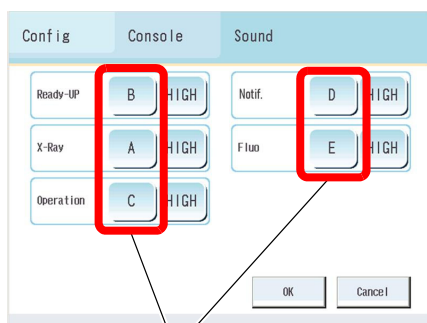 Config Console Sound
Ready-UP B HIGH Notif. D HIGH
X-Ray A HIGH Fluo E HIGH
Operation C HIGH
OK Cancel